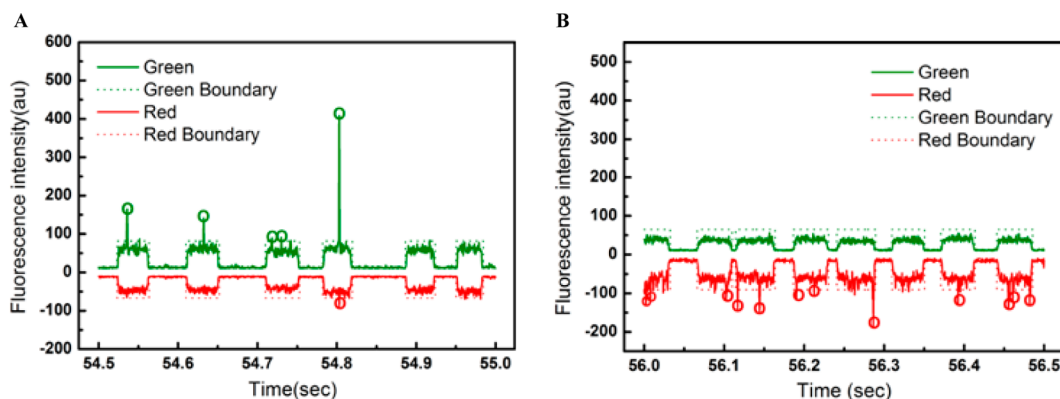 A
600
500
400
300
200
100
0
-100
-200
Fluorescence intensity(au)
Green
Green Boundary
Red
Red Boundary
54.5
54.6
54.7
54.8
54.9
55.0
Time(sec)
B
500
400
300
200
100
0
-100
-200
Fluorescence intensity(au)
Green
Red
Green Boundary
Red Boundary
56.0
56.1
56.2
56.3
56.4
56.5
Time (sec)